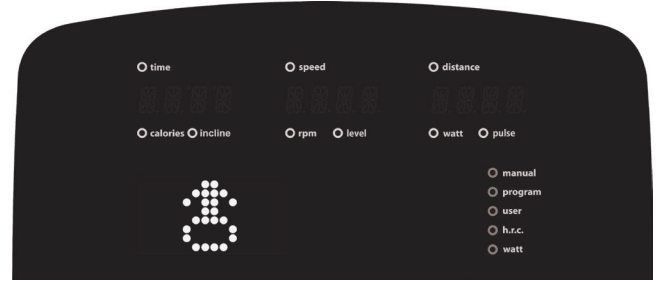 time speed distance
calories incline rpm level watt pulse
manual
program
user
h.r.c.
watt